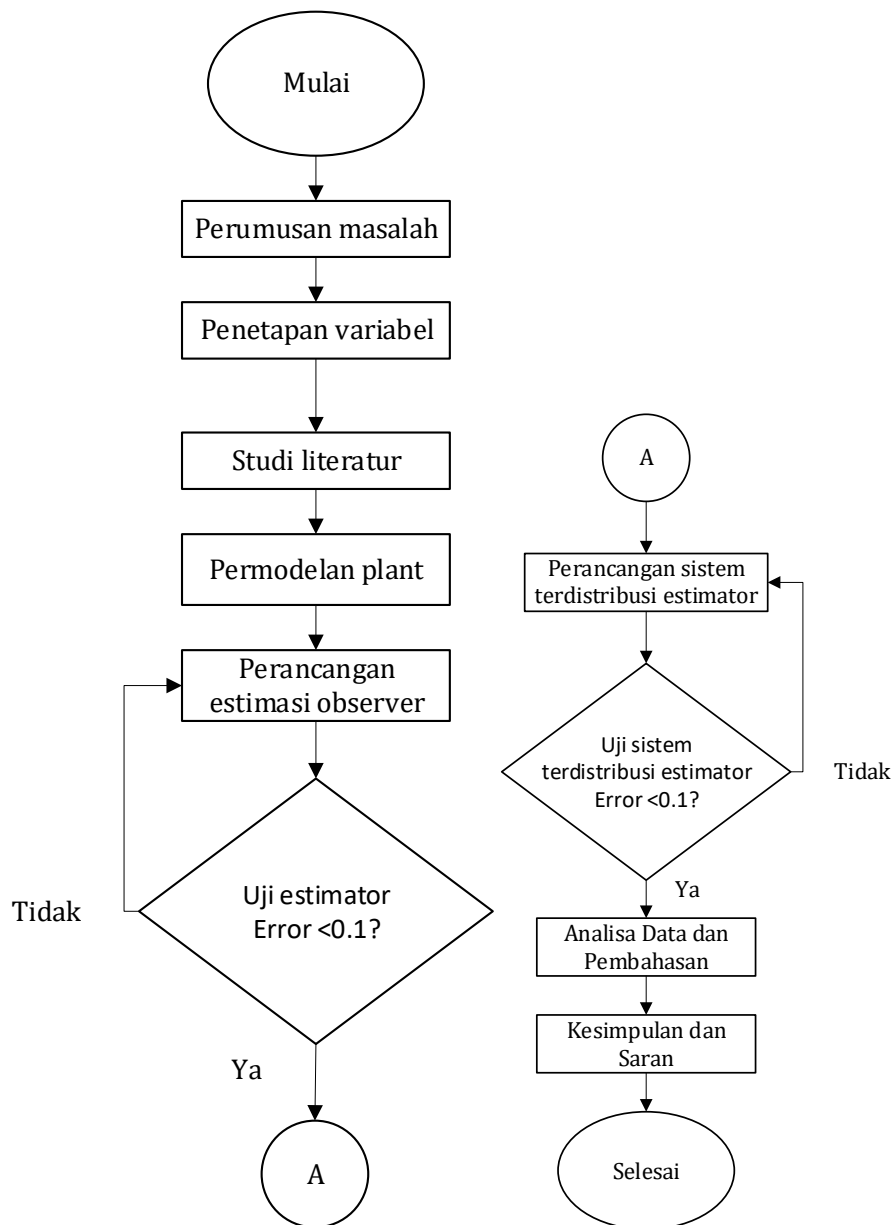 Mulai
Perumusan masalah
Penetapan variabel
Studi literatur
Permodelan plant
Perancangan
estimasi observer
Uji estimator
Error <0.1?
Tidak
Ya
A
A
Perancangan sistem
terdistribusi estimator
Uji sistem
terdistribusi estimator
Error <0.1?
Tidak
Ya
Analisa Data dan
Pembahasan
Kesimpulan dan
Saran
Selesai